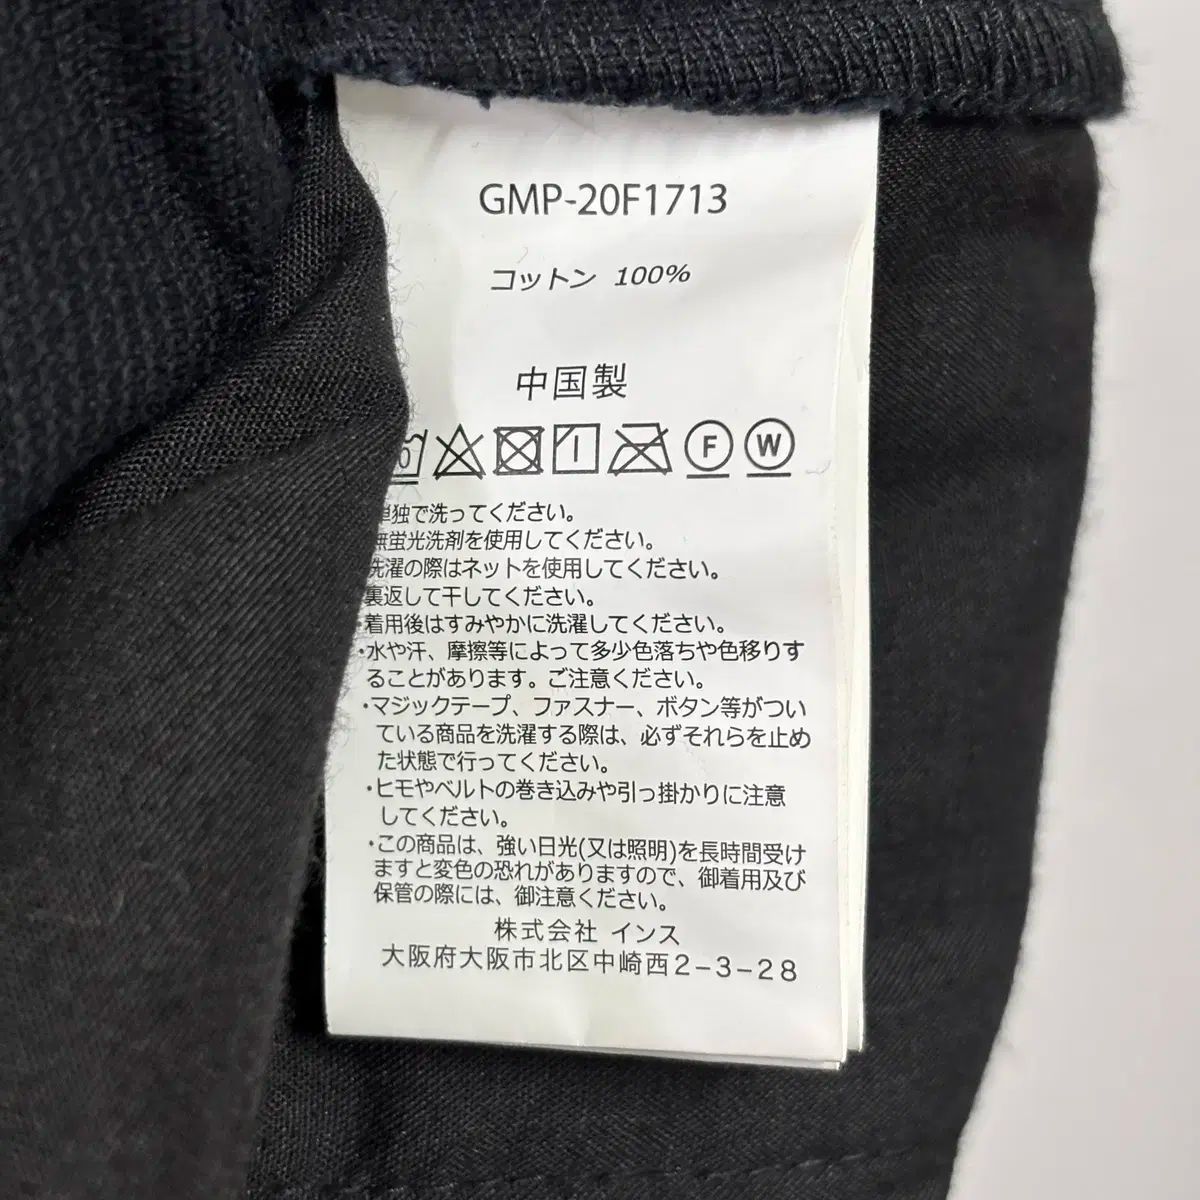 GMP-20F1713
コットン 100%
中国製
F W
単独で洗ってください。
無蛍光洗剤を使用してください。
洗濯の際はネットを使用してください。
裏返して干してください。
・着用後はすみやかに洗濯してください。
・水や汗、摩擦等によって多少色落ちや色移りす
ることがあります。ご注意ください。
・マジックテープ、ファスナー、ボタン等がつい
ている商品を洗濯する際は、必ずそれらを止め
た状態で行ってください。
・ヒモやベルトの巻き込みや引っ掛かりに注意
してください。
・この商品は、強い日光(又は照明)を長時間受け
ますと変色の恐れがありますので、御着用及び
保管の際には、御注意ください。
株式会社 インス
大阪府大阪市北区中崎西2-3-28